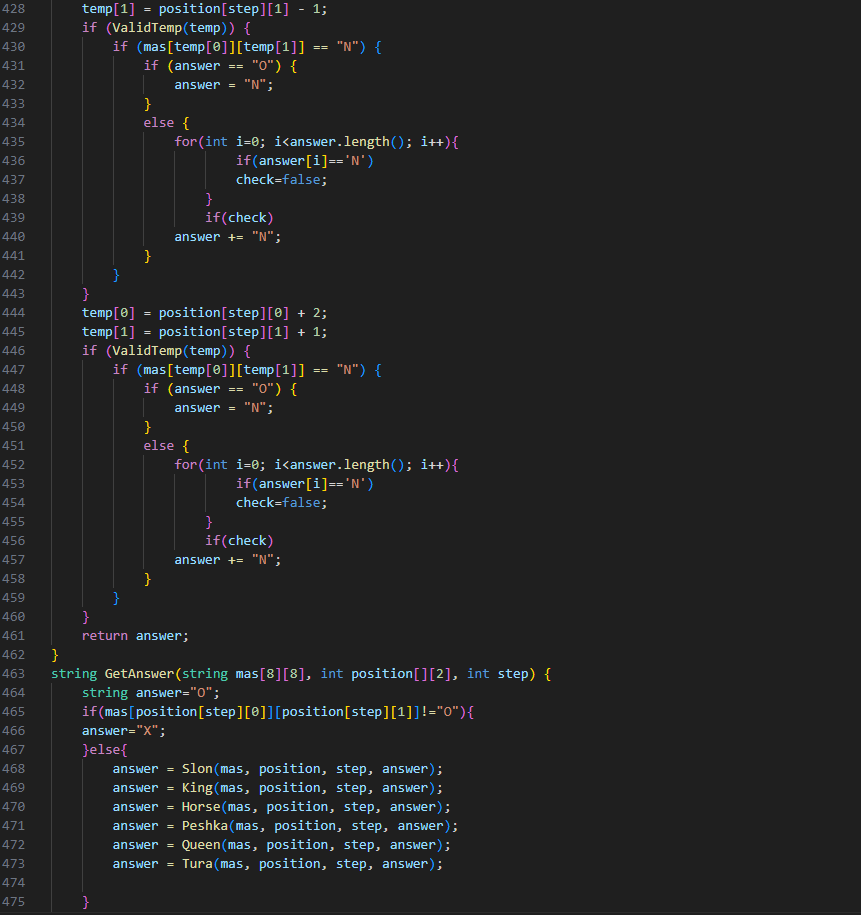 428 temp[1] = position[step][1] - 1;
429 if (ValidTemp(temp)) {
430 if (mas[temp[0]][temp[1]] == "N") {
431 if (answer == "O") {
432 answer = "N";
433 }
434 else {
435 for(int i=0; i<answer.length(); i++){
436 if(answer[i]=='N')
437 check=false;
438 }
439 if(check)
440 answer += "N";
441 }
442 }
443 }
444 temp[0] = position[step][0] + 2;
445 temp[1] = position[step][1] + 1;
446 if (ValidTemp(temp)) {
447 if (mas[temp[0]][temp[1]] == "N") {
448 if (answer == "O") {
449 answer = "N";
450 }
451 else {
452 for(int i=0; i<answer.length(); i++){
453 if(answer[i]=='N')
454 check=false;
455 }
456 if(check)
457 answer += "N";
458 }
459 }
460 }
461 return answer;
462 }
463 string GetAnswer(string mas[8][8], int position[][2], int step) {
464 string answer="O";
465 if(mas[position[step][0]][position[step][1]]!="O"){
466 answer="X";
467 }else{
468 answer = Slon(mas, position, step, answer);
469 answer = King(mas, position, step, answer);
470 answer = Horse(mas, position, step, answer);
471 answer = Peshka(mas, position, step, answer);
472 answer = Queen(mas, position, step, answer);
473 answer = Tura(mas, position, step, answer);
474
475 }